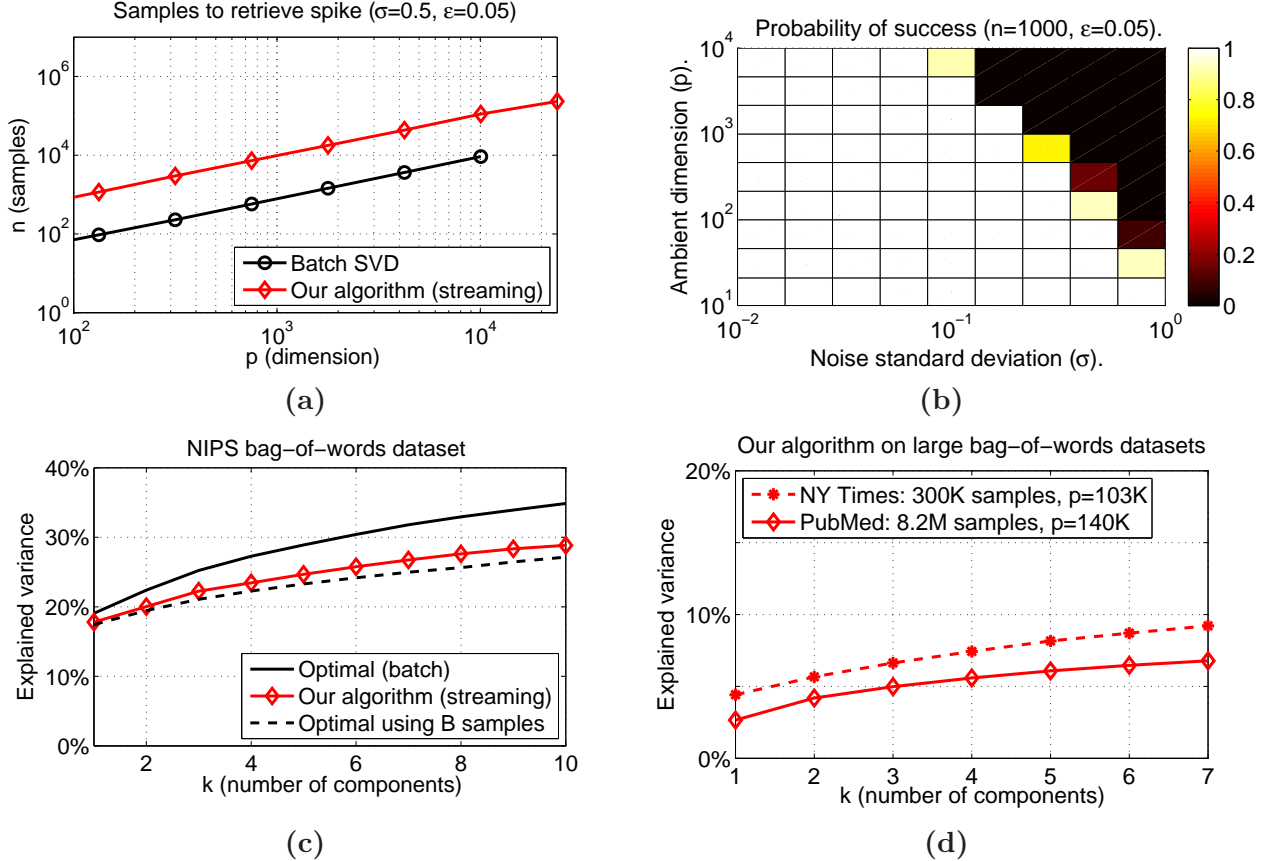 Samples to retrieve spike (σ=0.5, ε=0.05)
n (samples)
10^6
10^4
10^2
10^0
Batch SVD
Our algorithm (streaming)
10^2
10^3
10^4
p (dimension)
(a)
Probability of success (n=1000, ε=0.05).
Ambient dimension (p).
10^4
10^3
10^2
10^1
10^-2
10^-1
10^0
Noise standard deviation (σ).
1
0.8
0.6
0.4
0.2
0
(b)
NIPS bag-of-words dataset
Explained variance
40%
30%
20%
10%
0%
Optimal (batch)
Our algorithm (streaming)
Optimal using B samples
2 4 6 8 10
k (number of components)
(c)
Our algorithm on large bag-of-words datasets
Explained variance
20%
10%
0%
NY Times: 300K samples, p=103K
PubMed: 8.2M samples, p=140K
1 2 3 4 5 6 7
k (number of components)
(d)